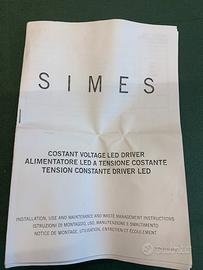 SIMES
COSTANT VOLTAGE LED DRIVER
ALIMENTATORE LED A TENSIONE COSTANTE
TENSION CONSTANTE DRIVER LED
INSTALLATION, USE AND MAINTENANCE AND WASTE MANAGEMENT INSTRUCTIONS
ISTRUZIONI DI MONTAGGIO, USO, MANUTENZIONE E SMALTIMENTO
NOTICE DE MONTAGE, UTILISATION, ENTRETIEN ET ECOULEMENT
subito